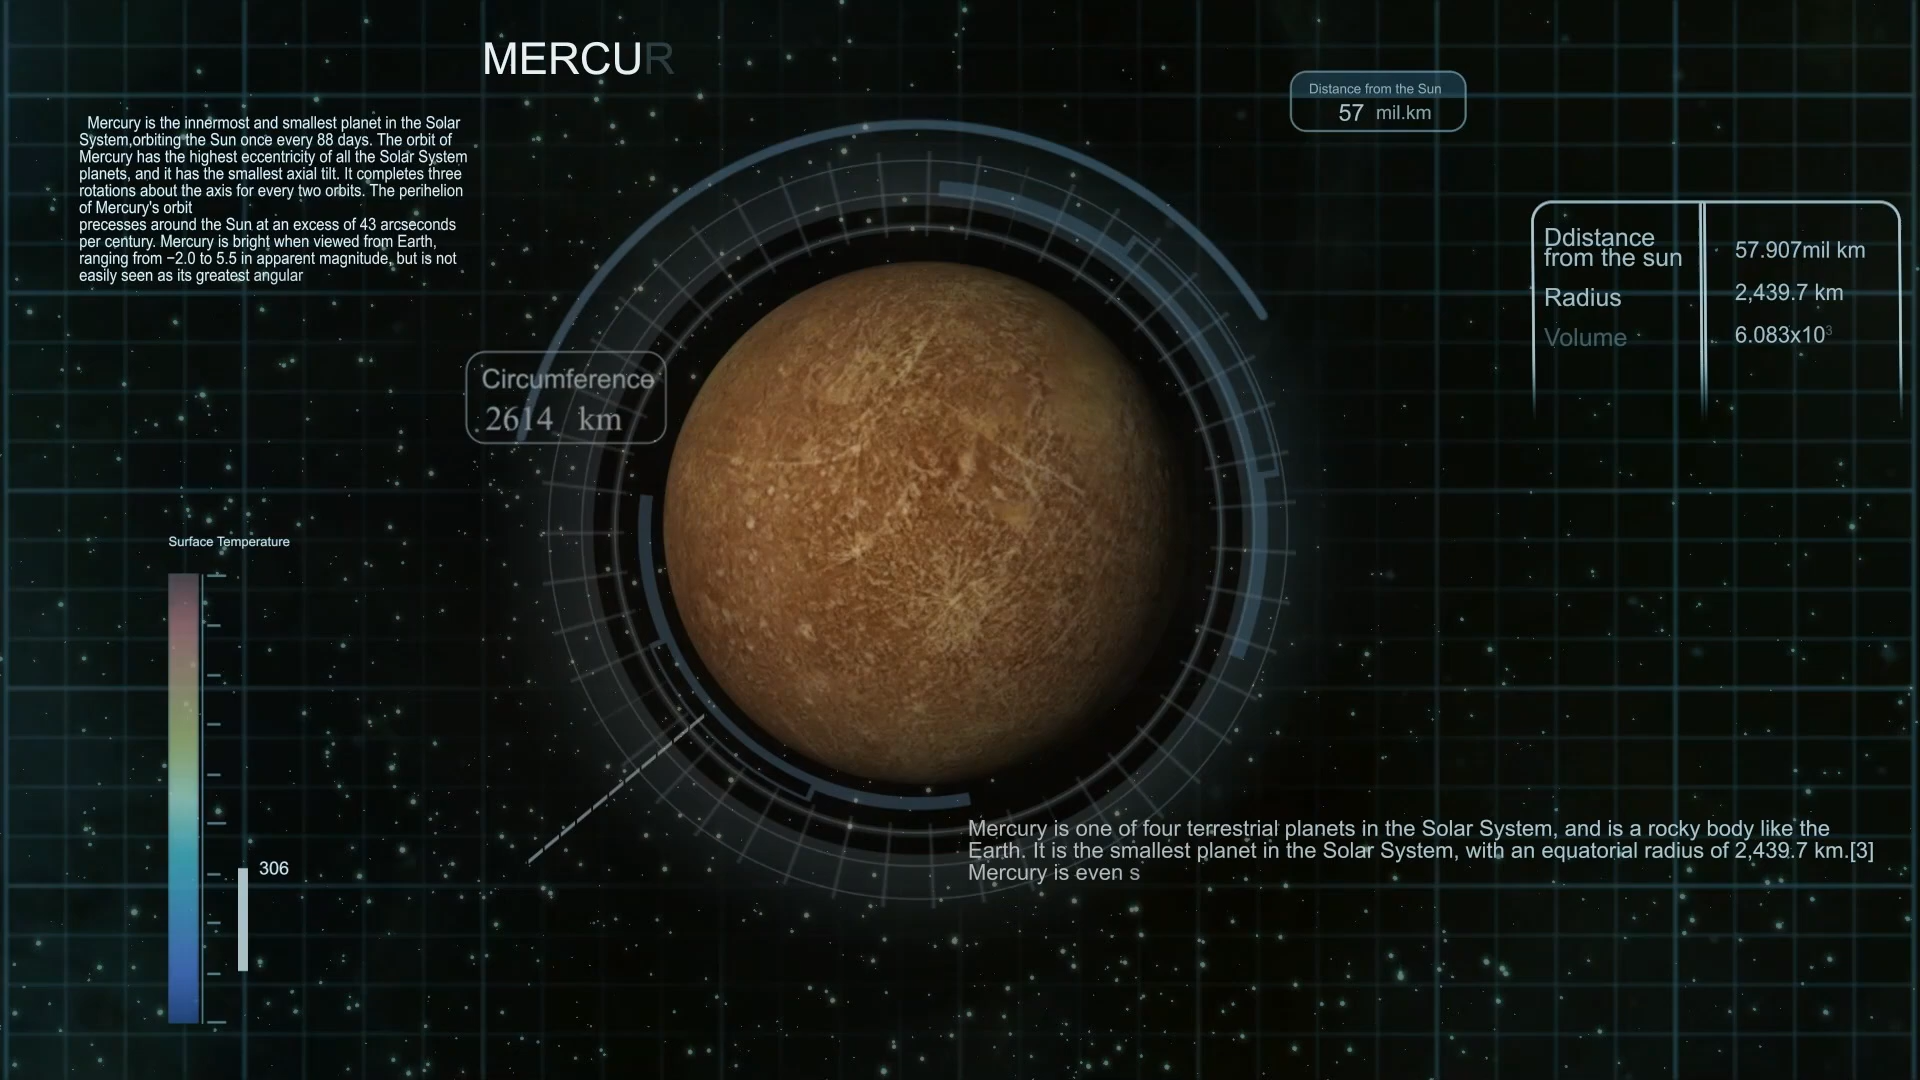 MERCUR
Distance from the Sun
57 mil.km
Mercury is the innermost and smallest planet in the Solar
System,orbiting the Sun once every 88 days. The orbit of
Mercury has the highest eccentricity of all the Solar System
planets, and it has the smallest axial tilt. It completes three
rotations about the axis for every two orbits. The perihelion
of Mercury's orbit
precesses around the Sun at an excess of 43 arcseconds
per century. Mercury is bright when viewed from Earth,
ranging from −2.0 to 5.5 in apparent magnitude, but is not
easily seen as its greatest angular
Ddistance
from the sun
57.907mil km
Radius
2,439.7 km
Volume
6.083x10³
Circumference
2614 km
Surface Temperature
306
Mercury is one of four terrestrial planets in the Solar System, and is a rocky body like the
Earth. It is the smallest planet in the Solar System, with an equatorial radius of 2,439.7 km.[3]
Mercury is even s